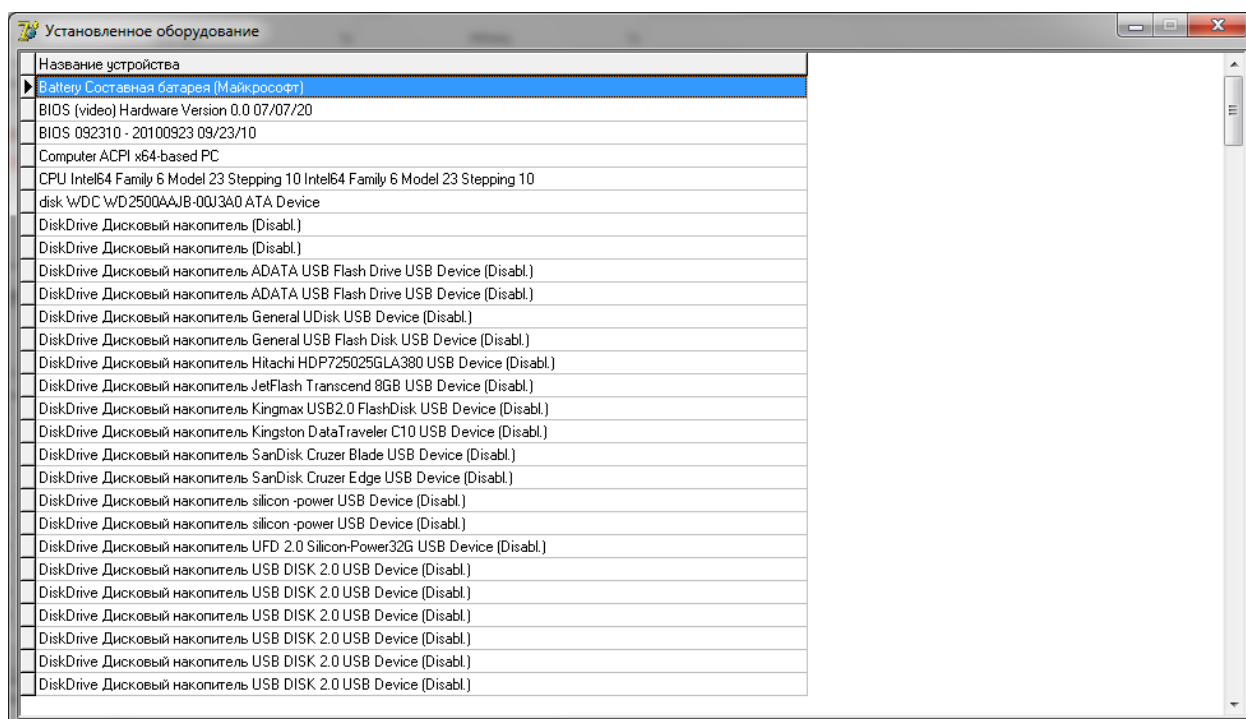 Установленное оборудование
Название устройства
Battery Составная батарея (Майкрософт)
BIOS (video) Hardware Version 0.0 07/07/20
BIOS 092310 - 20100923 09/23/10
Computer ACPI x64-based PC
CPU Intel64 Family 6 Model 23 Stepping 10 Intel64 Family 6 Model 23 Stepping 10
disk WDC WD2500AAJB-00J3A0 ATA Device
DiskDrive Дисковый накопитель (Disabl.)
DiskDrive Дисковый накопитель (Disabl.)
DiskDrive Дисковый накопитель ADATA USB Flash Drive USB Device (Disabl.)
DiskDrive Дисковый накопитель ADATA USB Flash Drive USB Device (Disabl.)
DiskDrive Дисковый накопитель General UDisk USB Device (Disabl.)
DiskDrive Дисковый накопитель General USB Flash Disk USB Device (Disabl.)
DiskDrive Дисковый накопитель Hitachi HDP725025GLA380 USB Device (Disabl.)
DiskDrive Дисковый накопитель JetFlash Transcend 8GB USB Device (Disabl.)
DiskDrive Дисковый накопитель Kingmax USB2.0 FlashDisk USB Device (Disabl.)
DiskDrive Дисковый накопитель Kingston DataTraveler C10 USB Device (Disabl.)
DiskDrive Дисковый накопитель SanDisk Cruzer Blade USB Device (Disabl.)
DiskDrive Дисковый накопитель SanDisk Cruzer Edge USB Device (Disabl.)
DiskDrive Дисковый накопитель silicon -power USB Device (Disabl.)
DiskDrive Дисковый накопитель silicon -power USB Device (Disabl.)
DiskDrive Дисковый накопитель UFD 2.0 Silicon-Power32G USB Device (Disabl.)
DiskDrive Дисковый накопитель USB DISK 2.0 USB Device (Disabl.)
DiskDrive Дисковый накопитель USB DISK 2.0 USB Device (Disabl.)
DiskDrive Дисковый накопитель USB DISK 2.0 USB Device (Disabl.)
DiskDrive Дисковый накопитель USB DISK 2.0 USB Device (Disabl.)
DiskDrive Дисковый накопитель USB DISK 2.0 USB Device (Disabl.)
DiskDrive Дисковый накопитель USB DISK 2.0 USB Device (Disabl.)